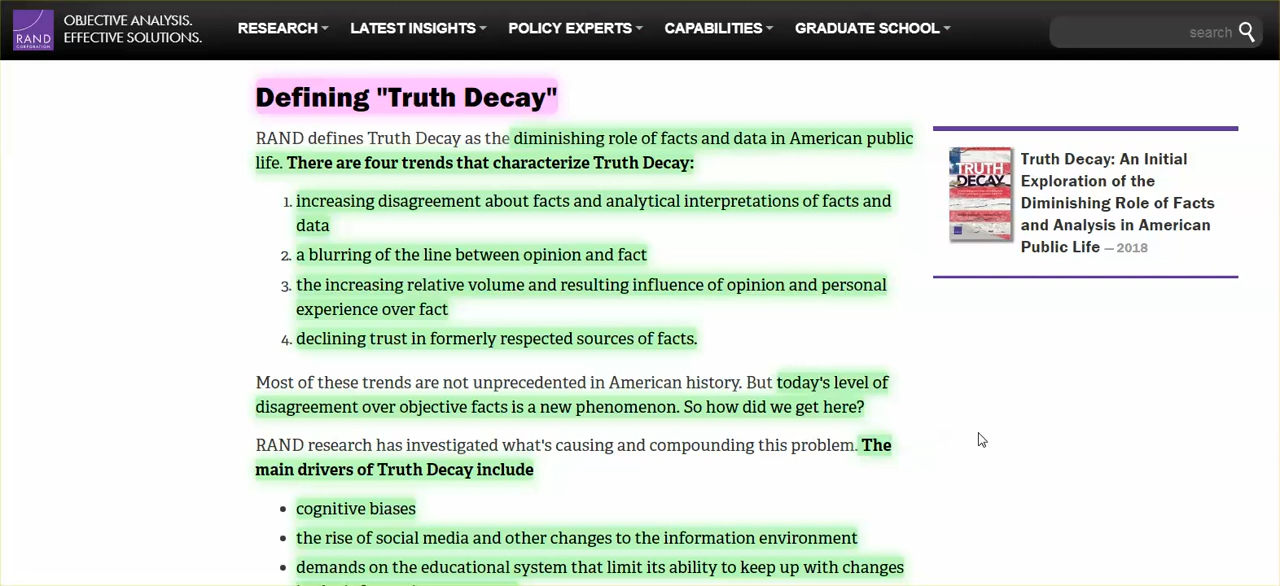 OBJECTIVE ANALYSIS.
EFFECTIVE SOLUTIONS.
RAND
CORPORATION
RESEARCH
LATEST INSIGHTS
POLICY EXPERTS
CAPABILITIES
GRADUATE SCHOOL
search
Defining "Truth Decay"
RAND defines Truth Decay as the diminishing role of facts and data in American public
life. There are four trends that characterize Truth Decay:
1. increasing disagreement about facts and analytical interpretations of facts and
data
2. a blurring of the line between opinion and fact
3. the increasing relative volume and resulting influence of opinion and personal
experience over fact
4. declining trust in formerly respected sources of facts.
Most of these trends are not unprecedented in American history. But today's level of
disagreement over objective facts is a new phenomenon. So how did we get here?
RAND research has investigated what's causing and compounding this problem. The
main drivers of Truth Decay include
• cognitive biases
• the rise of social media and other changes to the information environment
• demands on the educational system that limit its ability to keep up with changes
TRUTH
DECAY
Truth Decay: An Initial
Exploration of the
Diminishing Role of Facts
and Analysis in American
Public Life — 2018